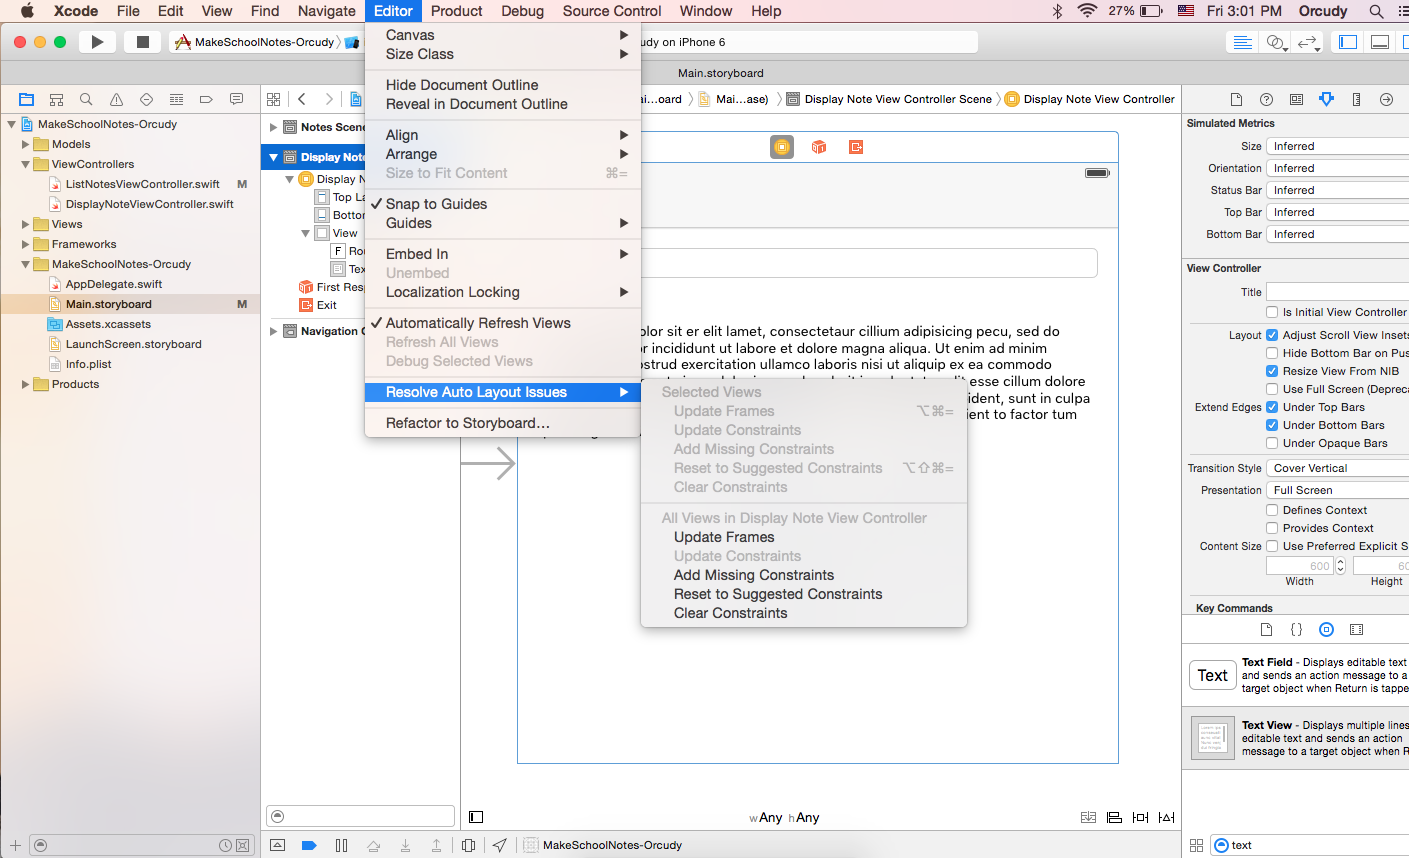 Xcode File Edit View Find Navigate Editor Product Debug Source Control Window Help 27% Fri 3:01 PM Orcudy
MakeSchoolNotes-Orcudy
udy on iPhone 6
Main.storyboard
ai...oard Mai...ase) Display Note View Controller Scene Display Note View Controller
MakeSchoolNotes-Orcudy
Models
ViewControllers
ListNotesViewController.swift M
DisplayNoteViewController.swift
Views
Frameworks
MakeSchoolNotes-Orcudy
AppDelegate.swift
Main.storyboard M
Assets.xcassets
LaunchScreen.storyboard
Info.plist
Products
Notes Scene
Display Not
Display N
Top La
Bottor
View
F Rou
Tex
First Resp
Exit
Navigation C
Canvas
Size Class
Hide Document Outline
Reveal in Document Outline
Align
Arrange
Size to Fit Content ⌘=
✓ Snap to Guides
Guides
Embed In
Unembed
Localization Locking
✓ Automatically Refresh Views
Refresh All Views
Debug Selected Views
Resolve Auto Layout Issues
Refactor to Storyboard...
Selected Views
Update Frames ⌥⌘=
Update Constraints
Add Missing Constraints
Reset to Suggested Constraints ⌥⇧⌘=
Clear Constraints
All Views in Display Note View Controller
Update Frames
Update Constraints
Add Missing Constraints
Reset to Suggested Constraints
Clear Constraints
olor sit er elit lamet, consectetaur cillium adipisicing pecu, sed do
or incididunt ut labore et dolore magna aliqua. Ut enim ad minim
ostrud exercitation ullamco laboris nisi ut aliquip ex ea commodo
esse cillum dolore
ident, sunt in culpa
ient to factor tum
wAny hAny
MakeSchoolNotes-Orcudy
Simulated Metrics
Size Inferred
Orientation Inferred
Status Bar Inferred
Top Bar Inferred
Bottom Bar Inferred
View Controller
Title
Is Initial View Controller
Layout Adjust Scroll View Insets
Hide Bottom Bar on Pus
Resize View From NIB
Use Full Screen (Depreca
Extend Edges Under Top Bars
Under Bottom Bars
Under Opaque Bars
Transition Style Cover Vertical
Presentation Full Screen
Defines Context
Provides Context
Content Size Use Preferred Explicit S
600 60
Width Height
Key Commands
{}
Text
Text Field - Displays editable text
and sends an action message to a
target object when Return is tappe
Text View - Displays multiple lines
editable text and sends an action
message to a target object when R
text